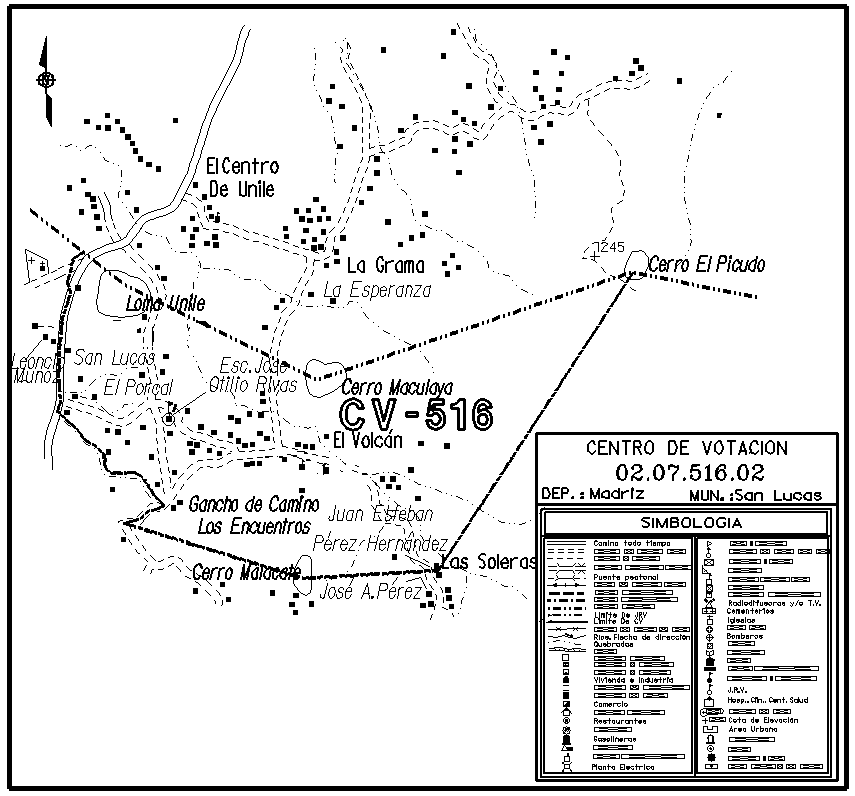 El Centro
De Unile
1245
La Grama
Cerro El Picudo
La Esperanza
Loma Unile
Leoncio
Muñoz
San Lucas
Esc. José
Otilio Rivas
El Porcal
Cerro Maculaya
CV-516
El Volcán
Gancho de Camino
Los Encuentros
Juan Esteban
Pérez Hernández
Cerro Malacate
Las Soleras
José A.Pérez
CENTRO DE VOTACION
02.07.516.02
DEP.: Madriz
MUN.:San Lucas
SIMBOLOGIA
Camino todo tiempo
Puente peatonal
Limite De JRV
Limite De CV
Rios, Flecha de dirección
Quebradas
Vivienda e Industria
Comercio
Restaurantes
Gasolineras
Planta Electrica
Radiodifusoras y/o T.V.
Cementerios
Iglesias
Bomberos
J.R.V.
Hosp., Clin., Cent. Salud
Cota de Elevación
Area Urbana